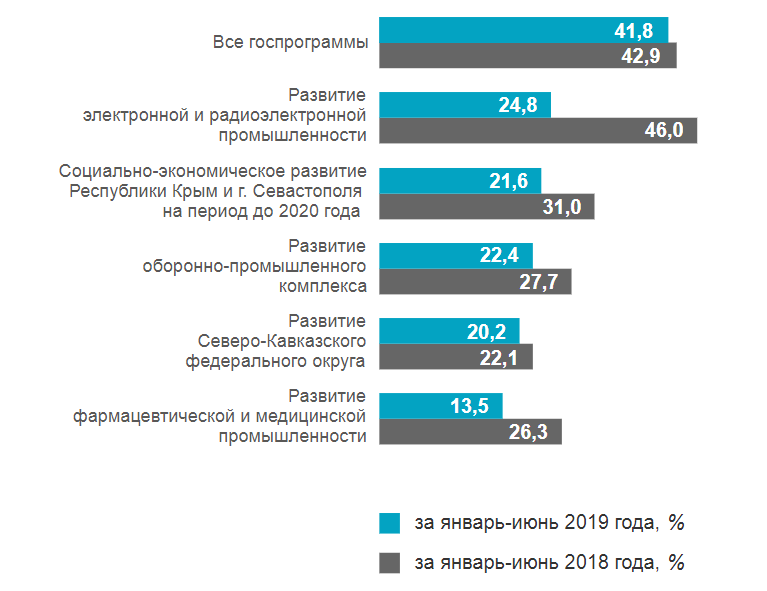 Все госпрограммы
41,8
42,9
Развитие
электронной и радиоэлектронной
промышленности
24,8
46,0
Социально-экономическое развитие
Республики Крым и г. Севастополя
на период до 2020 года
21,6
31,0
Развитие
оборонно-промышленного
комплекса
22,4
27,7
Развитие
Северо-Кавказского
федерального округа
20,2
22,1
Развитие
фармацевтической и медицинской
промышленности
13,5
26,3
за январь-июнь 2019 года, %
за январь-июнь 2018 года, %